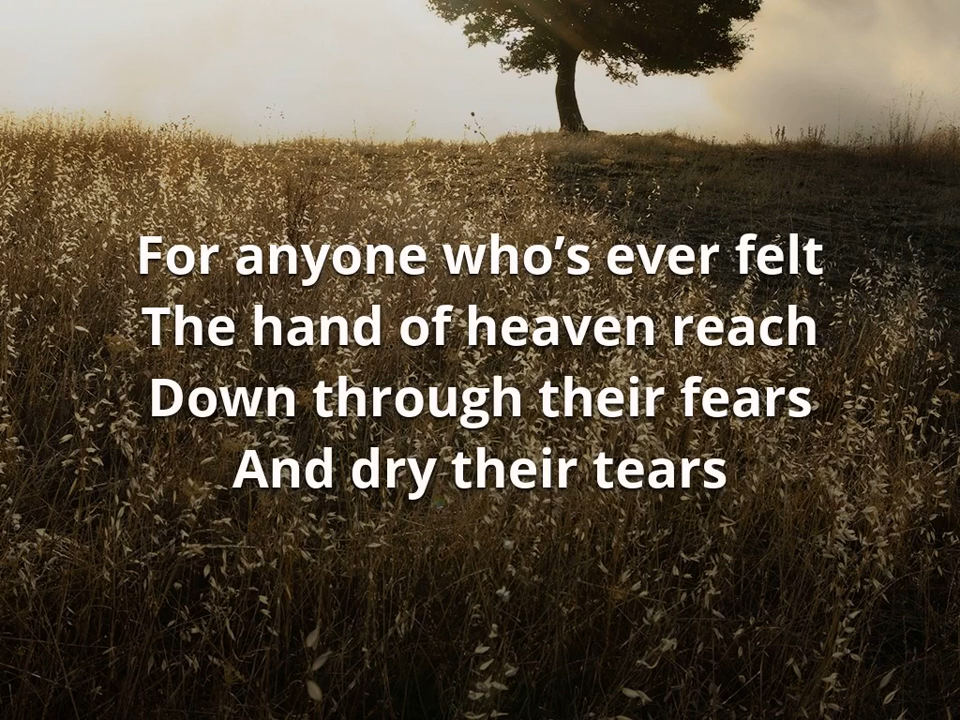 For anyone who’s ever felt
The hand of heaven reach
Down through their fears
And dry their tears